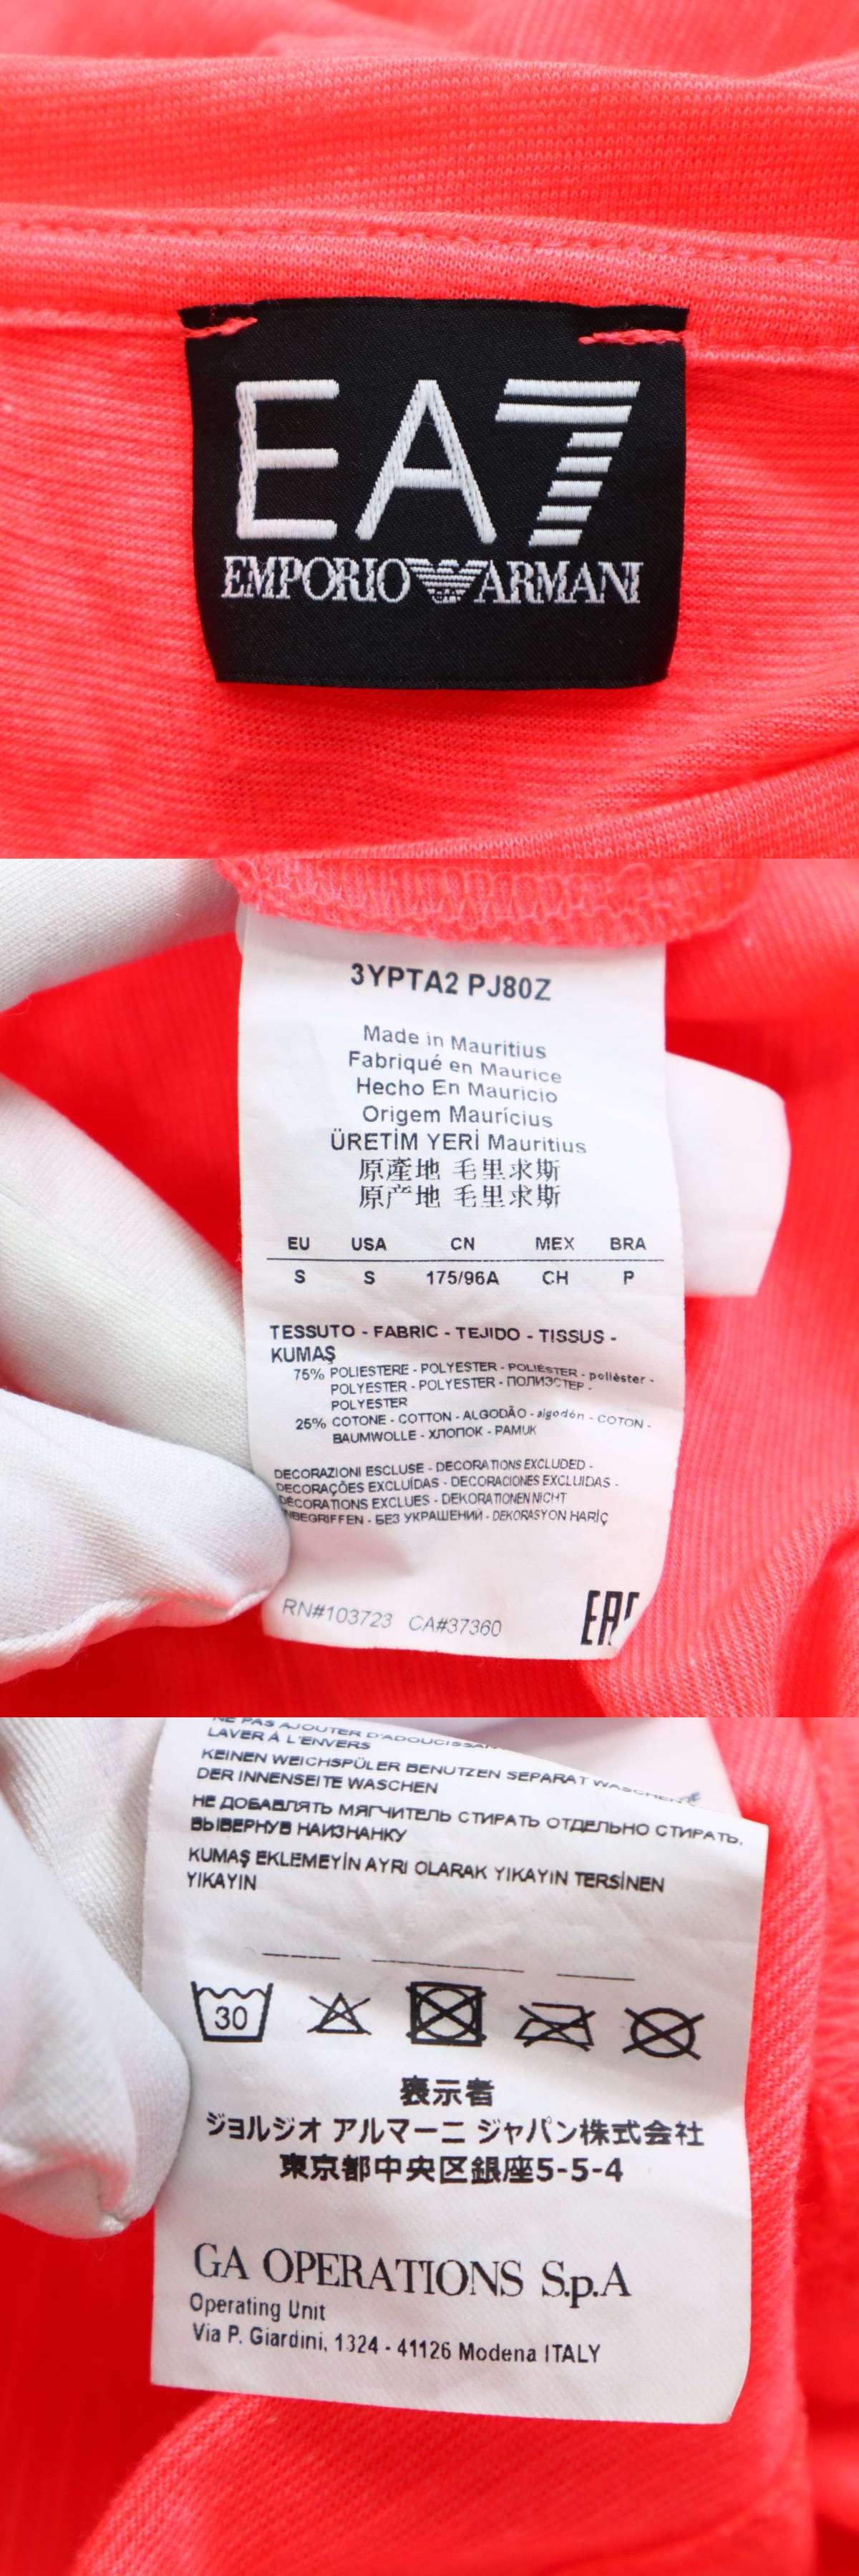 EA7
EMPORIO ARMANI
3YPTA2 PJ80Z
Made in Mauritius
Fabriqué en Maurice
Hecho En Mauricio
Origem Maurícius
ÜRETİM YERİ Mauritius
原產地 毛里求斯
原产地 毛里求斯
EU USA CN MEX BRA
S S 175/96A CH P
TESSUTO - FABRIC - TEJIDO - TISSUS -
KUMAŞ
75% POLIESTERE - POLYESTER - POLIÉSTER - poliéster -
POLYESTER - POLYESTER - ПОЛИЭСТЕР -
POLYESTER
25% COTONE - COTTON - ALGODÃO - algodón - COTON -
BAUMWOLLE - ХЛОПОК - PAMUK
DECORAZIONI ESCLUSE - DECORATIONS EXCLUDED -
DECORAÇÕES EXCLUÍDAS - DECORACIONES EXCLUIDAS -
DÉCORATIONS EXCLUES - DEKORATIONEN NICHT
INBEGRIFFEN - БЕЗ УКРАШЕНИЙ - DEKORASYON HARİÇ
RN#103723 CA#37360
EAC
NE PAS AJOUTER D'ADOUCISSAN
LAVER À L'ENVERS
KEINEN WEICHSPÜLER BENUTZEN SEPARAT WASCHEN
DER INNENSEITE WASCHEN
НЕ ДОБАВЛЯТЬ МЯГЧИТЕЛЬ СТИРАТЬ ОТДЕЛЬНО СТИРАТЬ,
ВЫВЕРНУВ НАИЗНАНКУ
KUMAŞ EKLEMEYİN AYRI OLARAK YIKAYIN TERSİNEN
YIKAYIN
30
表示者
ジョルジオ アルマーニ ジャパン株式会社
東京都中央区銀座5-5-4
GA OPERATIONS S.p.A
Operating Unit
Via P. Giardini, 1324 - 41126 Modena ITALY